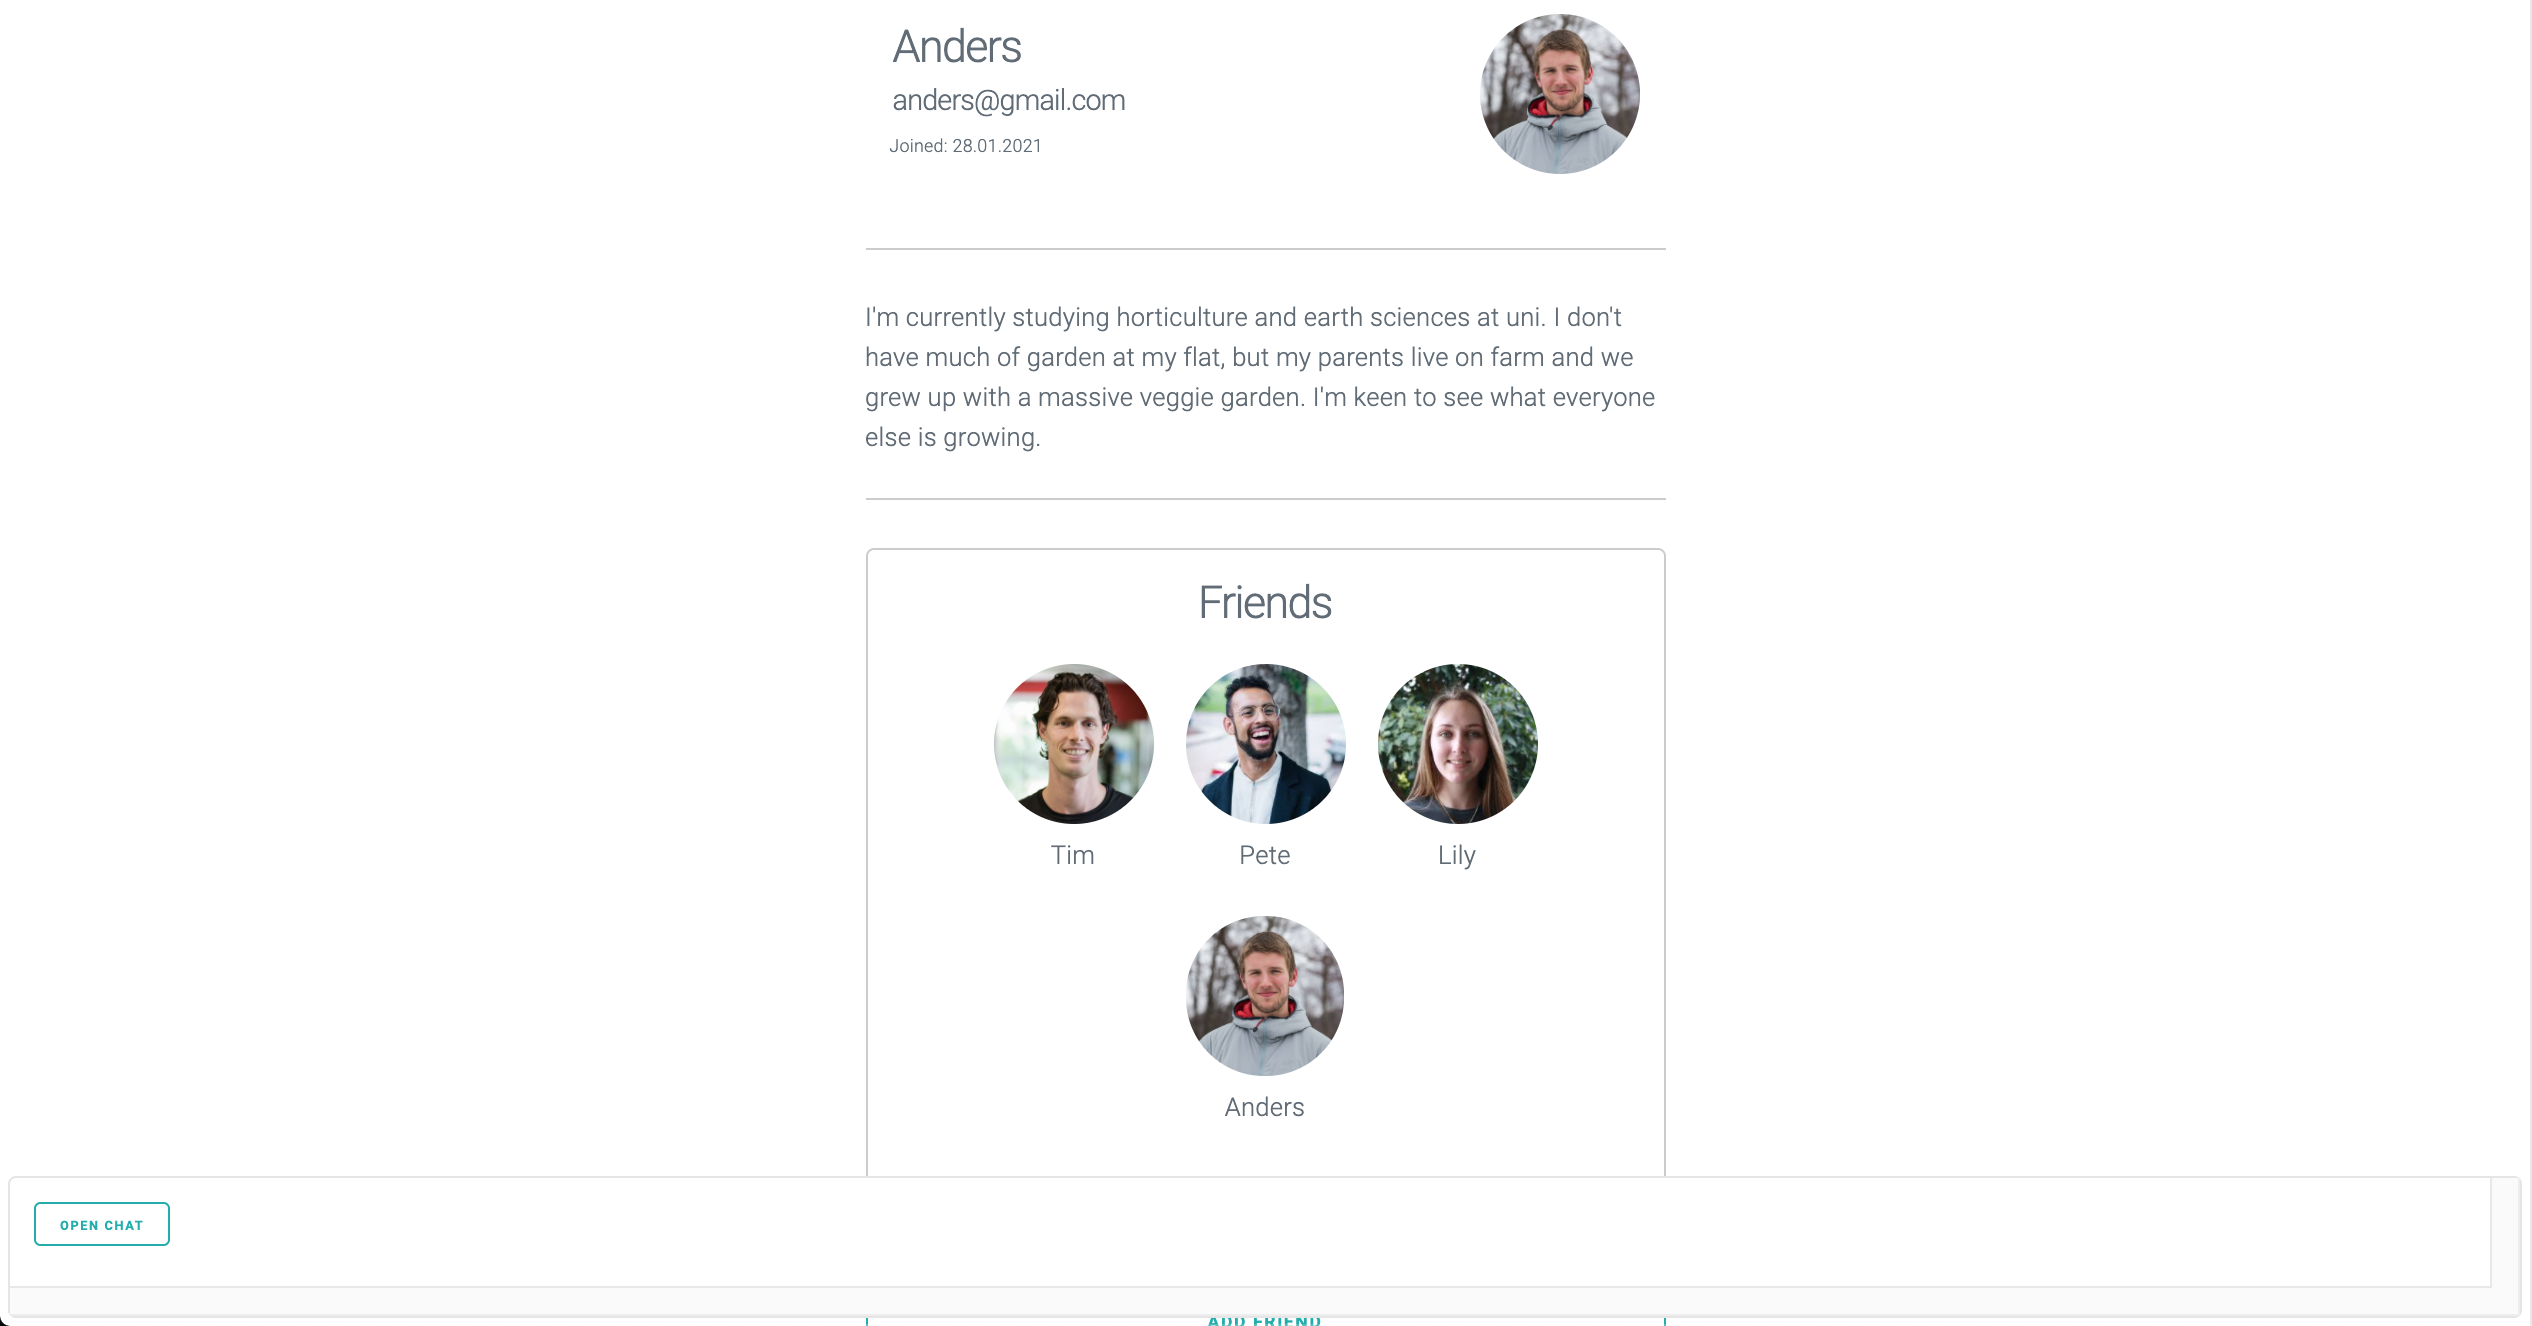 Anders
anders@gmail.com
Joined: 28.01.2021
I'm currently studying horticulture and earth sciences at uni. I don't
have much of garden at my flat, but my parents live on farm and we
grew up with a massive veggie garden. I'm keen to see what everyone
else is growing.
Friends
Tim
Pete
Lily
Anders
OPEN CHAT
ADD FRIEND